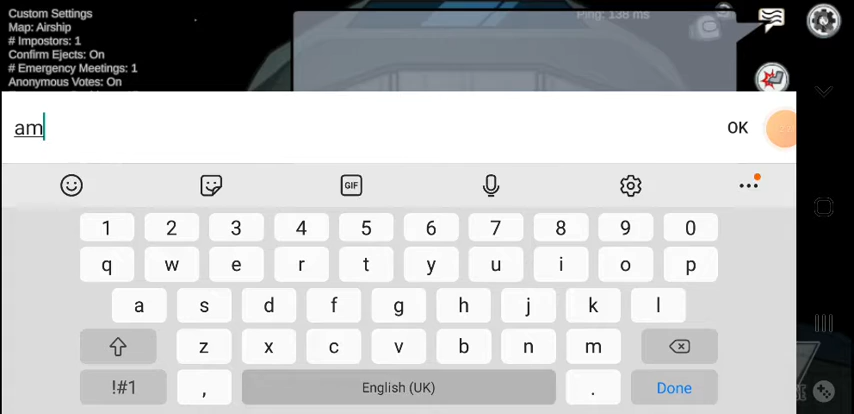 Custom Settings
Map: Airship
# Impostors: 1
Confirm Ejects: On
# Emergency Meetings: 1
Anonymous Votes: On
Ping: 138 ms
am
OK
GIF
1 2 3 4 5 6 7 8 9 0
q w e r t y u i o p
a s d f g h j k l
z x c v b n m
!#1 , English (UK) . Done